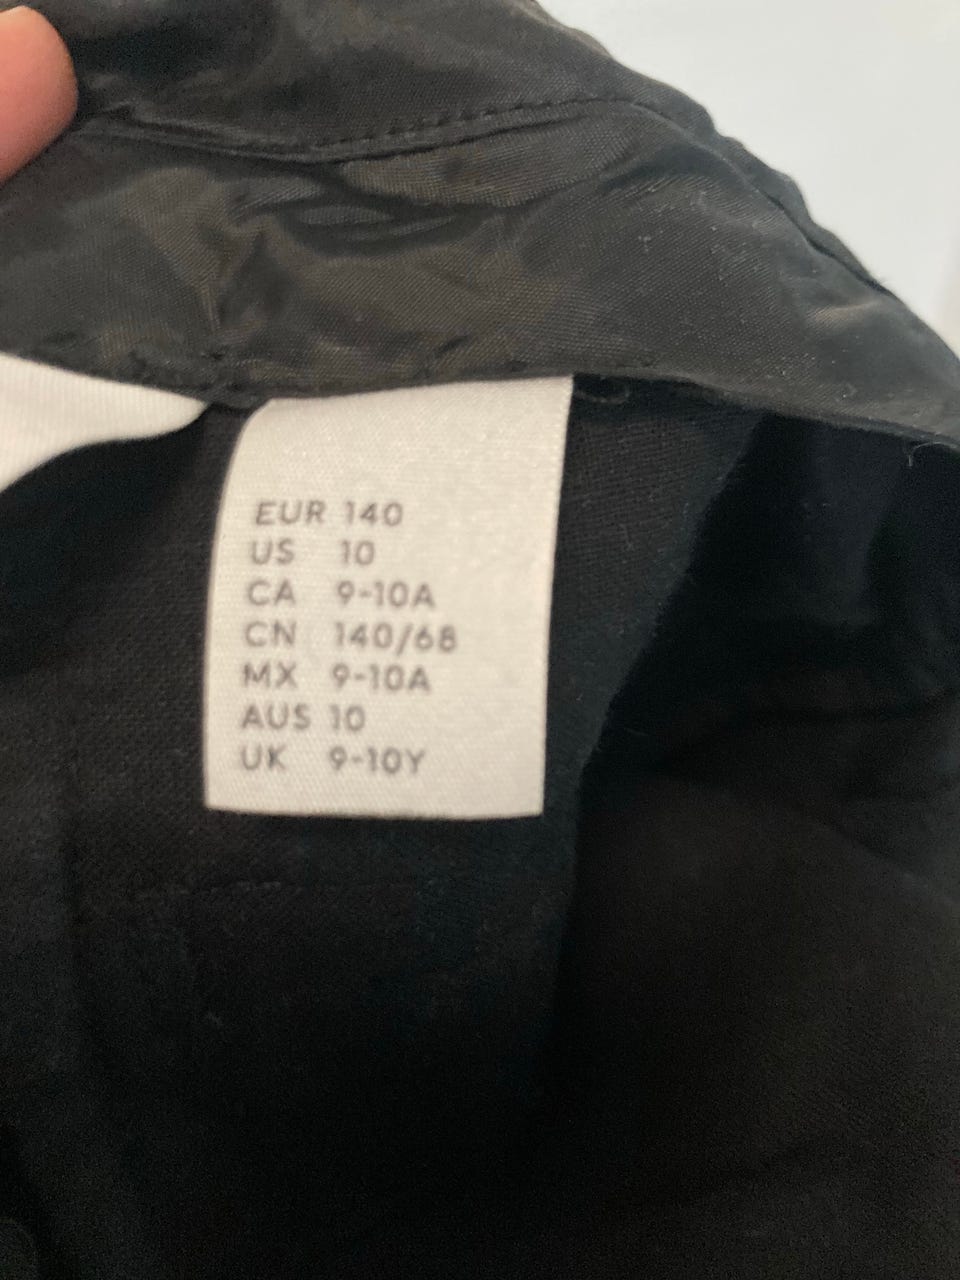 EUR 140
US 10
CA 9-10A
CN 140/68
MX 9-10A
AUS 10
UK 9-10Y